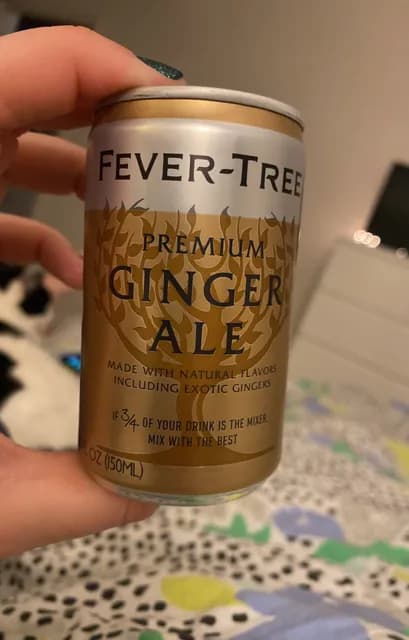 FEVER-TREE
PREMIUM
GINGER
ALE
MADE WITH NATURAL FLAVORS
INCLUDING EXOTIC GINGERS
IF 3/4 OF YOUR DRINK IS THE MIXER,
MIX WITH THE BEST
OZ (150ML)